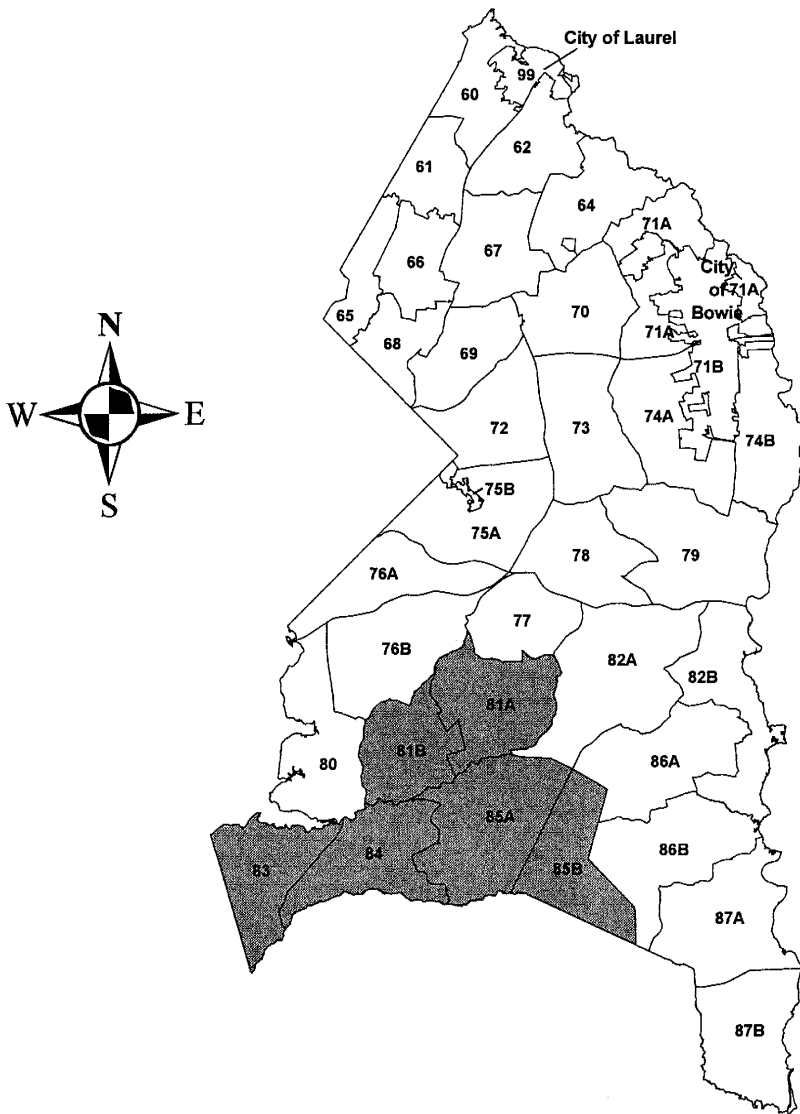 City of Laurel
99
60
62
61
64
71A
67
66
City
of 71A
Bowie
65
70
71A
68
69
71B
N
W E
S
72
73
74A
74B
75B
75A
78
79
76A
77
76B
82A
82B
81A
81B
80
86A
85A
84
86B
83
85B
87A
87B